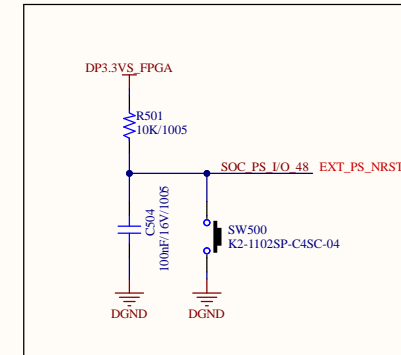 DP3.3VS_FPGA
R501
10K/1005
SOC_PS_I/O_48 EXT_PS_NRST
C504
100nF/16V/1005
SW500
K2-1102SP-C4SC-04
DGND DGND